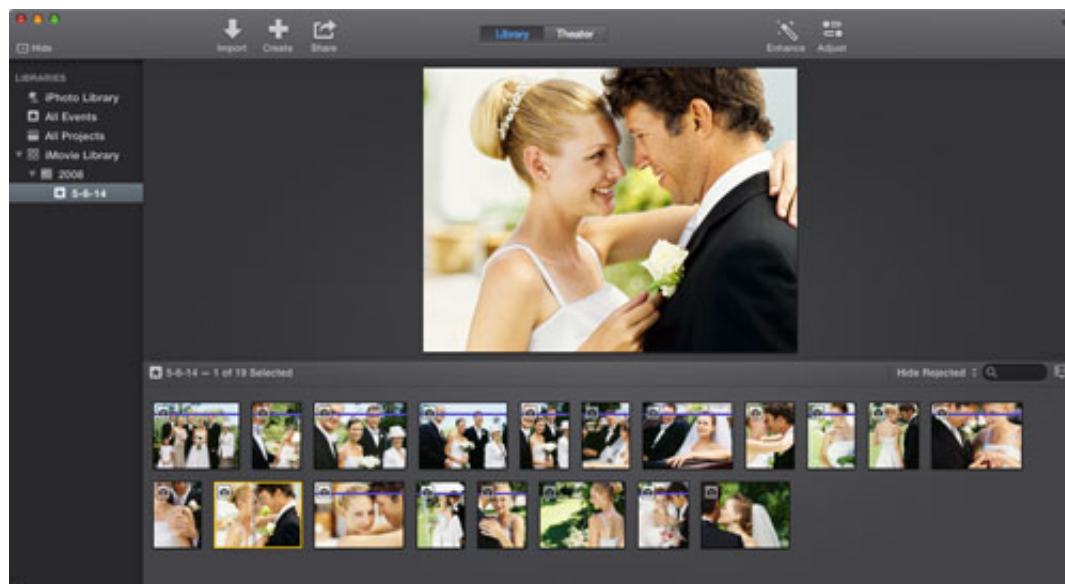 Hide
Import
Create
Share
Library
Theater
Enhance
Adjust
LIBRARIES
iPhoto Library
All Events
All Projects
iMovie Library
2008
5-6-14
5-6-14 — 1 of 19 Selected
Hide Rejected